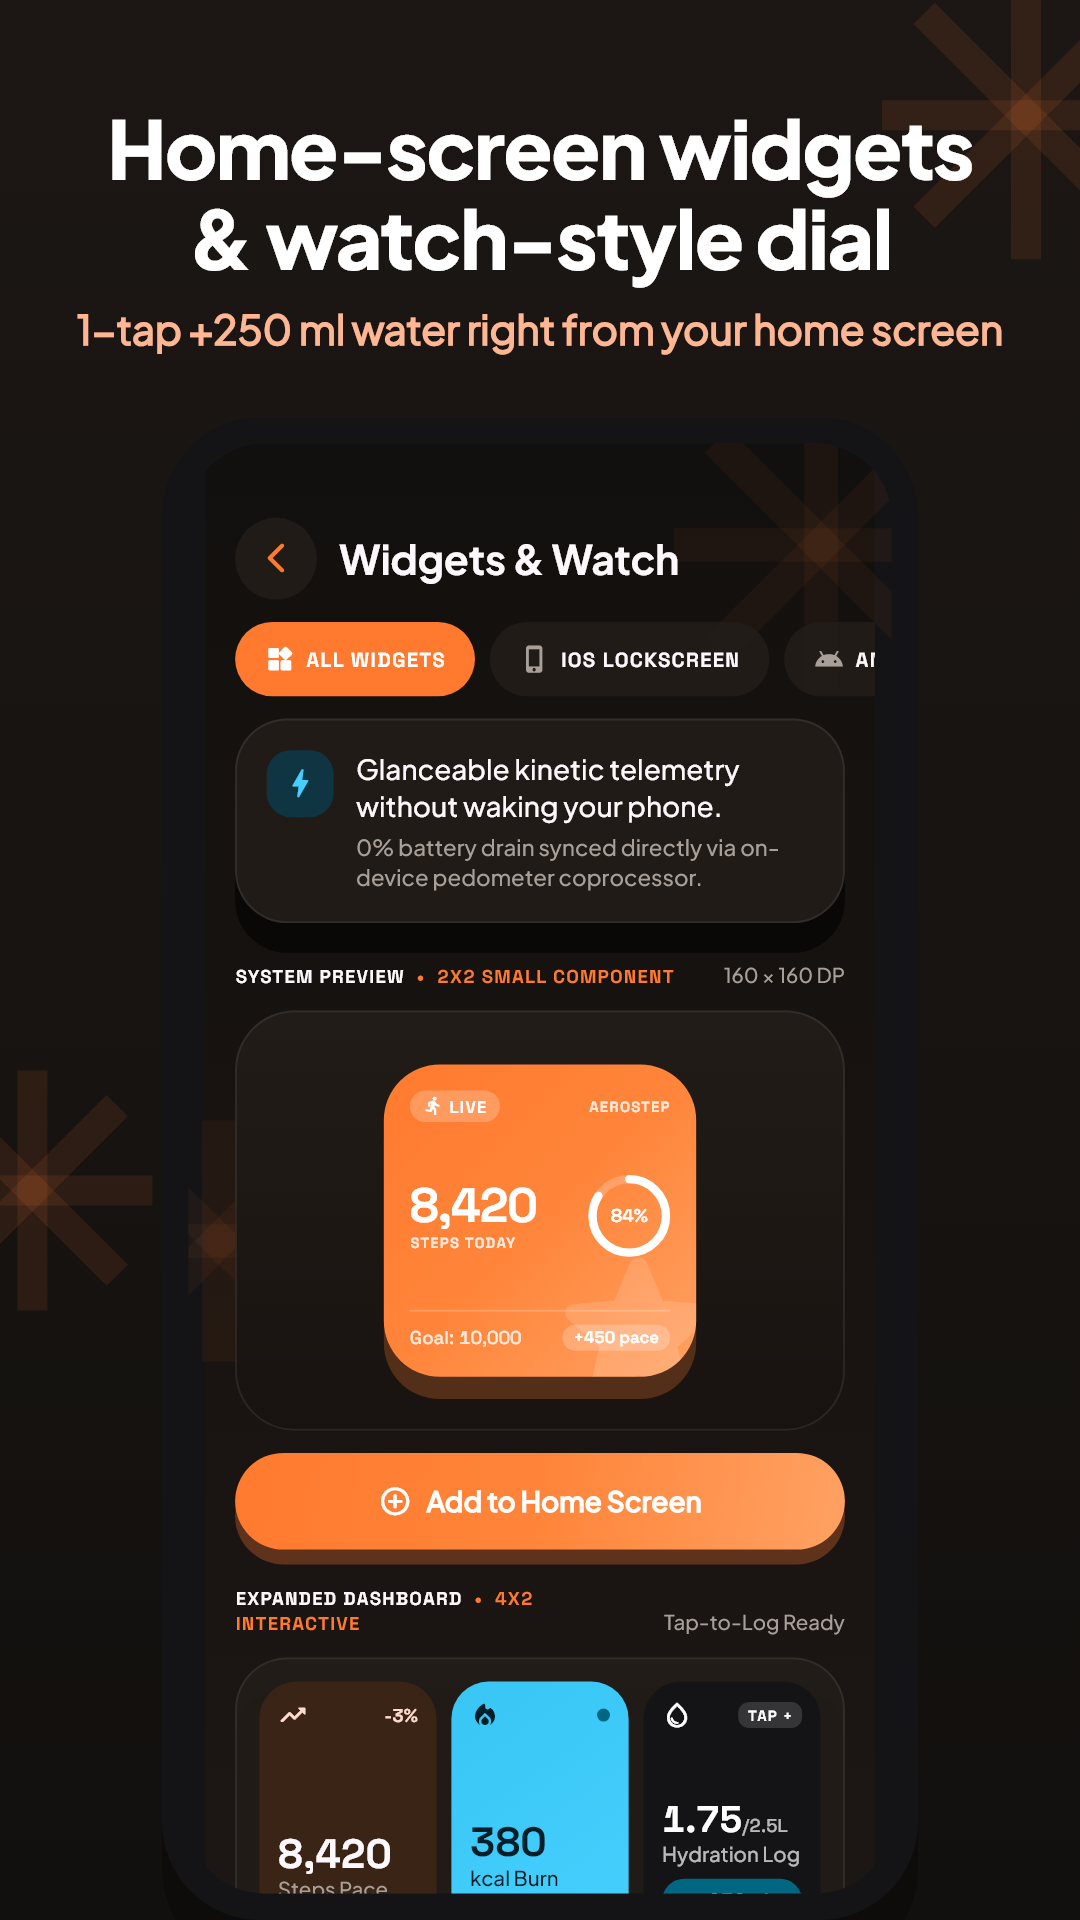 Home-screen widgets
& watch-style dial
1-tap +250 ml water right from your home screen
Widgets & Watch
ALL WIDGETS
IOS LOCKSCREEN
Glanceable kinetic telemetry
without waking your phone.
0% battery drain synced directly via on-
device pedometer coprocessor.
SYSTEM PREVIEW • 2X2 SMALL COMPONENT
160 × 160 DP
LIVE
AEROSTEP
8,420
84%
STEPS TODAY
Goal: 10,000
+450 pace
Add to Home Screen
EXPANDED DASHBOARD • 4X2
INTERACTIVE
Tap-to-Log Ready
-3%
TAP +
8,420
Steps Pace
380
kcal Burn
1.75/2.5L
Hydration Log